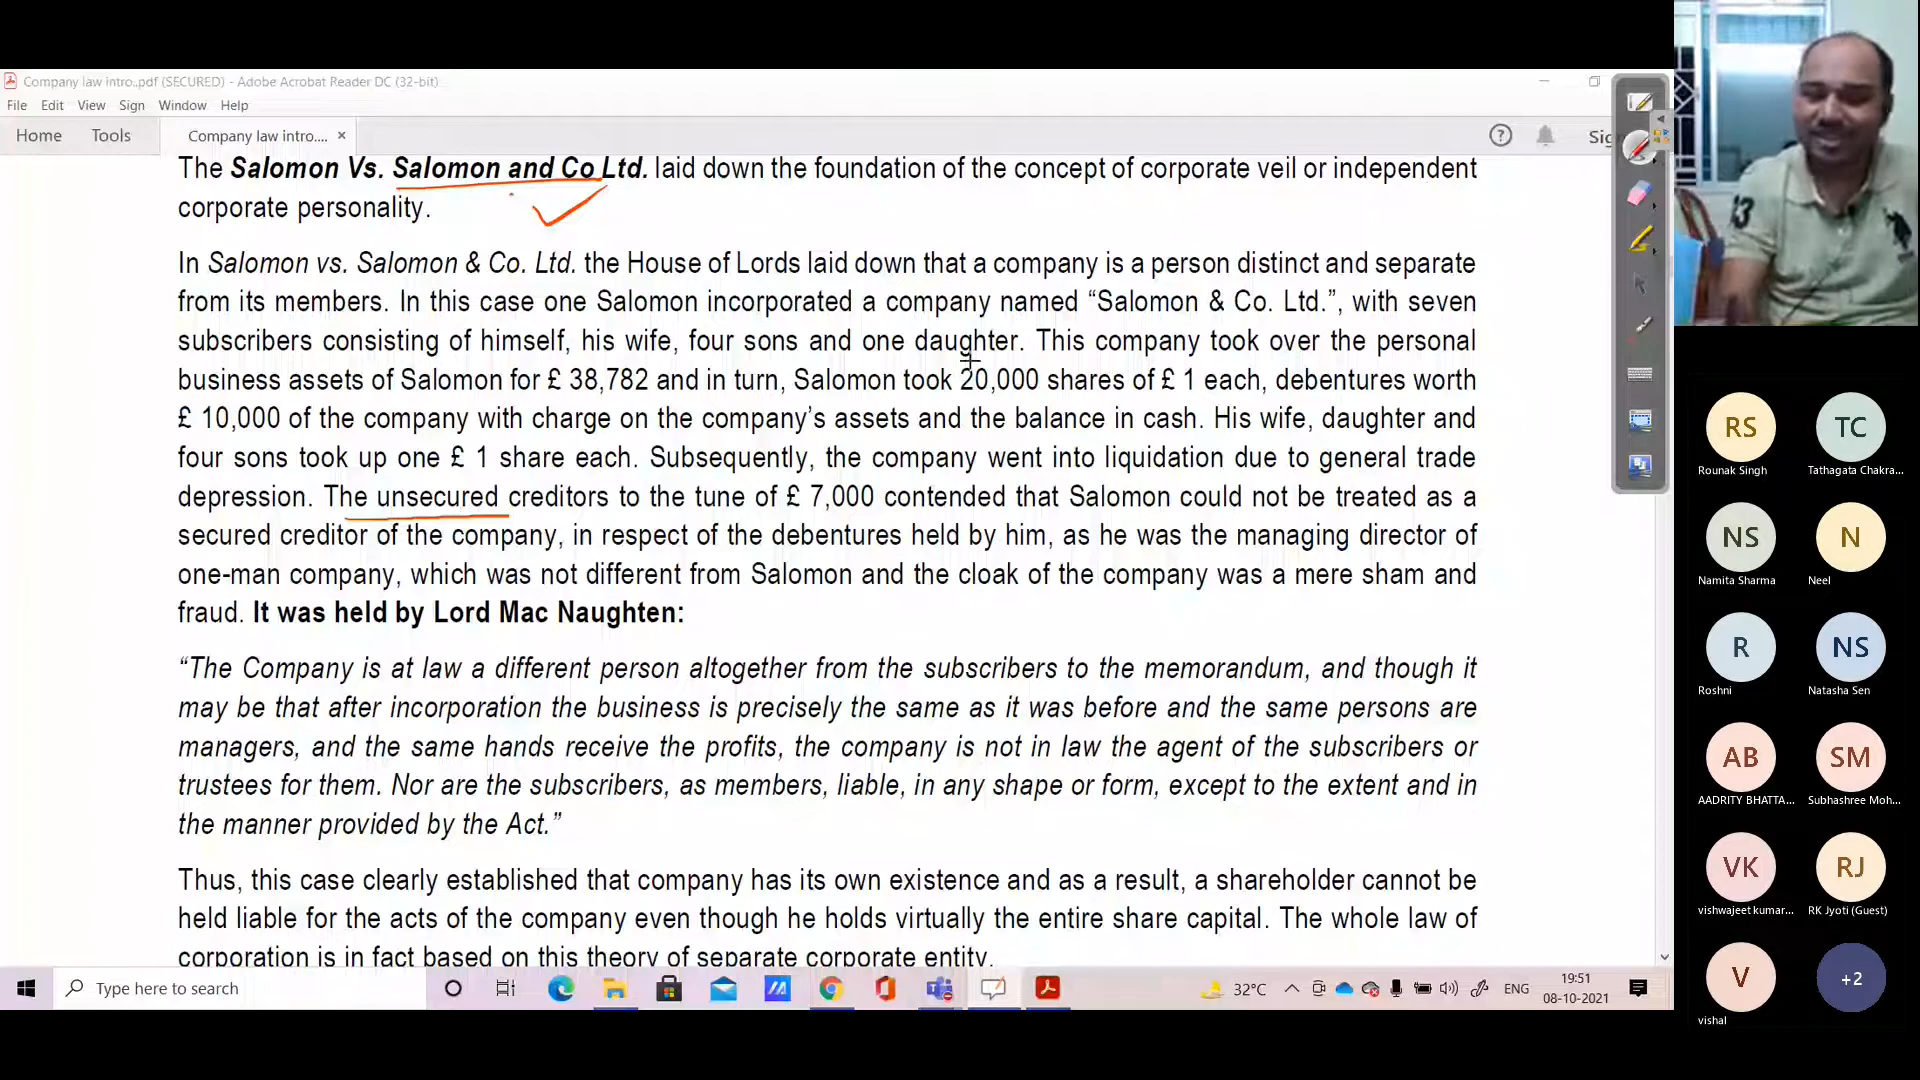 Company law intro..pdf (SECURED) - Adobe Acrobat Reader DC (32-bit)
File Edit View Sign Window Help
Home Tools Company law intro....
The Salomon Vs. Salomon and Co Ltd. laid down the foundation of the concept of corporate veil or independent
corporate personality.
In Salomon vs. Salomon & Co. Ltd. the House of Lords laid down that a company is a person distinct and separate
from its members. In this case one Salomon incorporated a company named “Salomon & Co. Ltd.”, with seven
subscribers consisting of himself, his wife, four sons and one daughter. This company took over the personal
business assets of Salomon for £ 38,782 and in turn, Salomon took 20,000 shares of £ 1 each, debentures worth
£ 10,000 of the company with charge on the company’s assets and the balance in cash. His wife, daughter and
four sons took up one £ 1 share each. Subsequently, the company went into liquidation due to general trade
depression. The unsecured creditors to the tune of £ 7,000 contended that Salomon could not be treated as a
secured creditor of the company, in respect of the debentures held by him, as he was the managing director of
one-man company, which was not different from Salomon and the cloak of the company was a mere sham and
fraud. It was held by Lord Mac Naughten:
“The Company is at law a different person altogether from the subscribers to the memorandum, and though it
may be that after incorporation the business is precisely the same as it was before and the same persons are
managers, and the same hands receive the profits, the company is not in law the agent of the subscribers or
trustees for them. Nor are the subscribers, as members, liable, in any shape or form, except to the extent and in
the manner provided by the Act.”
Thus, this case clearly established that company has its own existence and as a result, a shareholder cannot be
held liable for the acts of the company even though he holds virtually the entire share capital. The whole law of
corporation is in fact based on this theory of separate corporate entity.
Type here to search
32°C
ENG
19:51
08-10-2021
RS TC
Rounak Singh Tathagata Chakra...
NS N
Namita Sharma Neel
R NS
Roshni Natasha Sen
AB SM
AADRITY BHATTA... Subhashree Moh...
VK RJ
vishwajeet kumar... RK Jyoti (Guest)
V +2
vishal